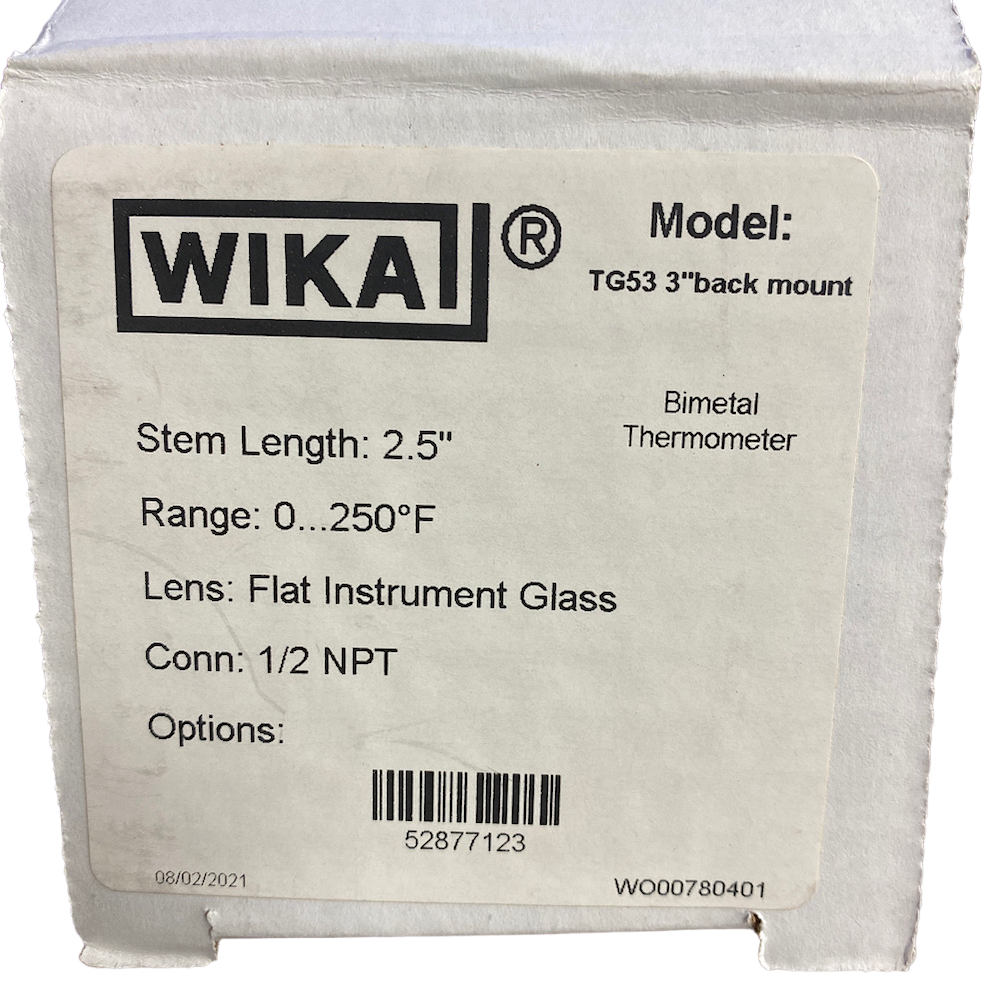 WIKA ®
Model:
TG53 3"back mount
Bimetal
Thermometer
Stem Length: 2.5"
Range: 0...250°F
Lens: Flat Instrument Glass
Conn: 1/2 NPT
Options:
52877123
08/02/2021
WO00780401